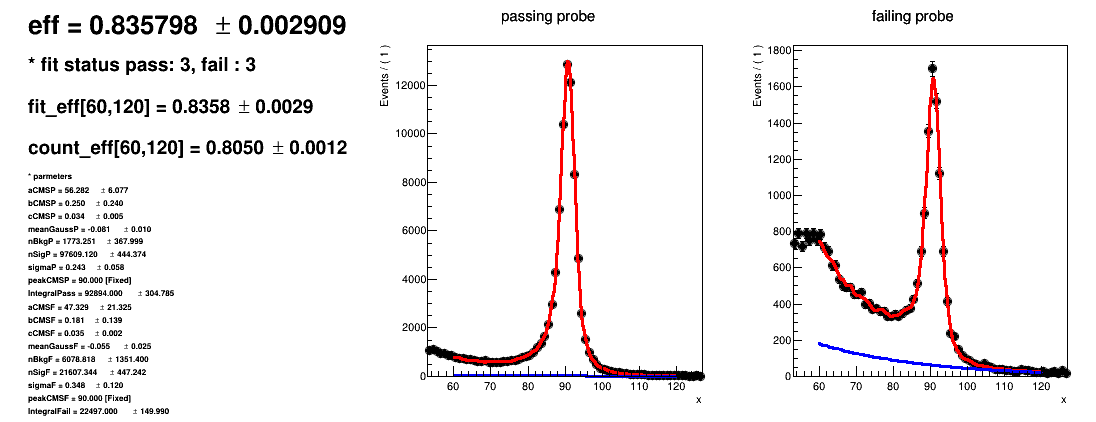 eff = 0.835798 ± 0.002909
* fit status pass: 3, fail : 3
fit_eff[60,120] = 0.8358 ± 0.0029
count_eff[60,120] = 0.8050 ± 0.0012
* parmeters
aCMSP = 56.282 ± 6.077
bCMSP = 0.250 ± 0.240
cCMSP = 0.034 ± 0.005
meanGaussP = -0.081 ± 0.010
nBkgP = 1773.251 ± 367.999
nSigP = 97609.120 ± 444.374
sigmaP = 0.243 ± 0.058
peakCMSP = 90.000 [Fixed]
IntegralPass = 92894.000 ± 304.785
aCMSF = 47.329 ± 21.325
bCMSF = 0.181 ± 0.139
cCMSF = 0.035 ± 0.002
meanGaussF = -0.055 ± 0.025
nBkgF = 6078.818 ± 1351.400
nSigF = 21607.344 ± 447.242
sigmaF = 0.348 ± 0.120
peakCMSF = 90.000 [Fixed]
IntegralFail = 22497.000 ± 149.990
passing probe
Events / ( 1 )
12000
10000
8000
6000
4000
2000
0
60 70 80 90 100 110 120
x
failing probe
Events / ( 1 )
1800
1600
1400
1200
1000
800
600
400
200
0
60 70 80 90 100 110 120
x